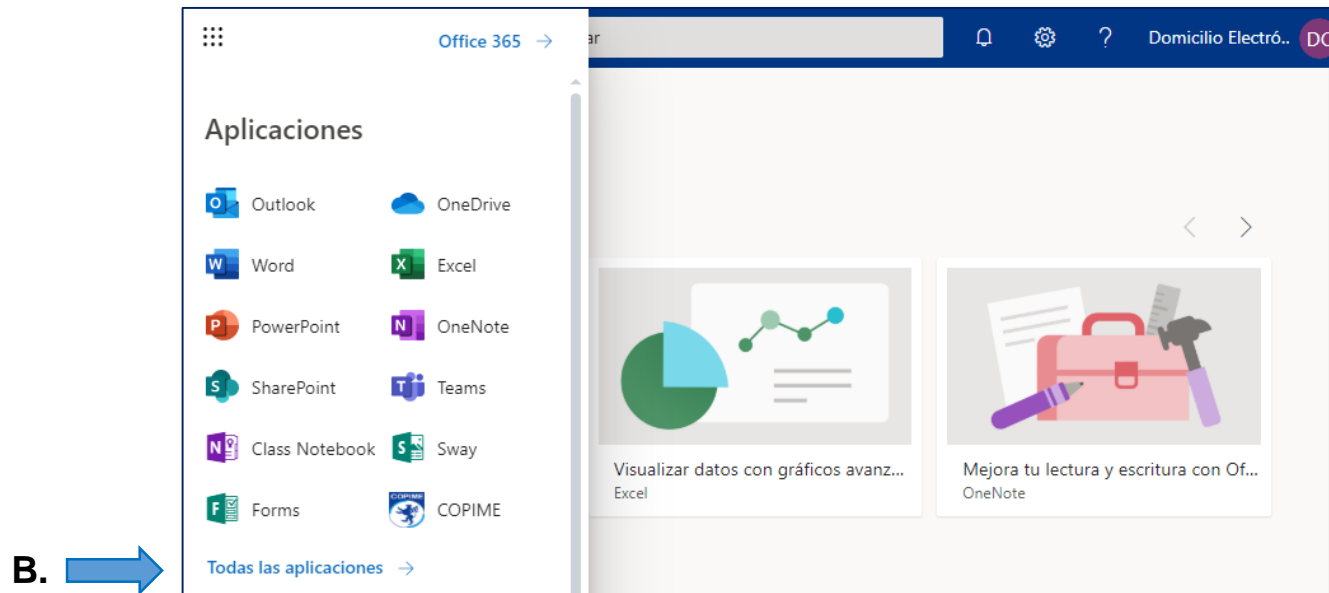 Office 365 →
ar
?
Domicilio Electró..
DO
Aplicaciones
Outlook
OneDrive
Word
Excel
PowerPoint
OneNote
SharePoint
Teams
Class Notebook
Sway
Forms
COPIME
Todas las aplicaciones →
Visualizar datos con gráficos avanz...
Excel
Mejora tu lectura y escritura con Of...
OneNote
B.